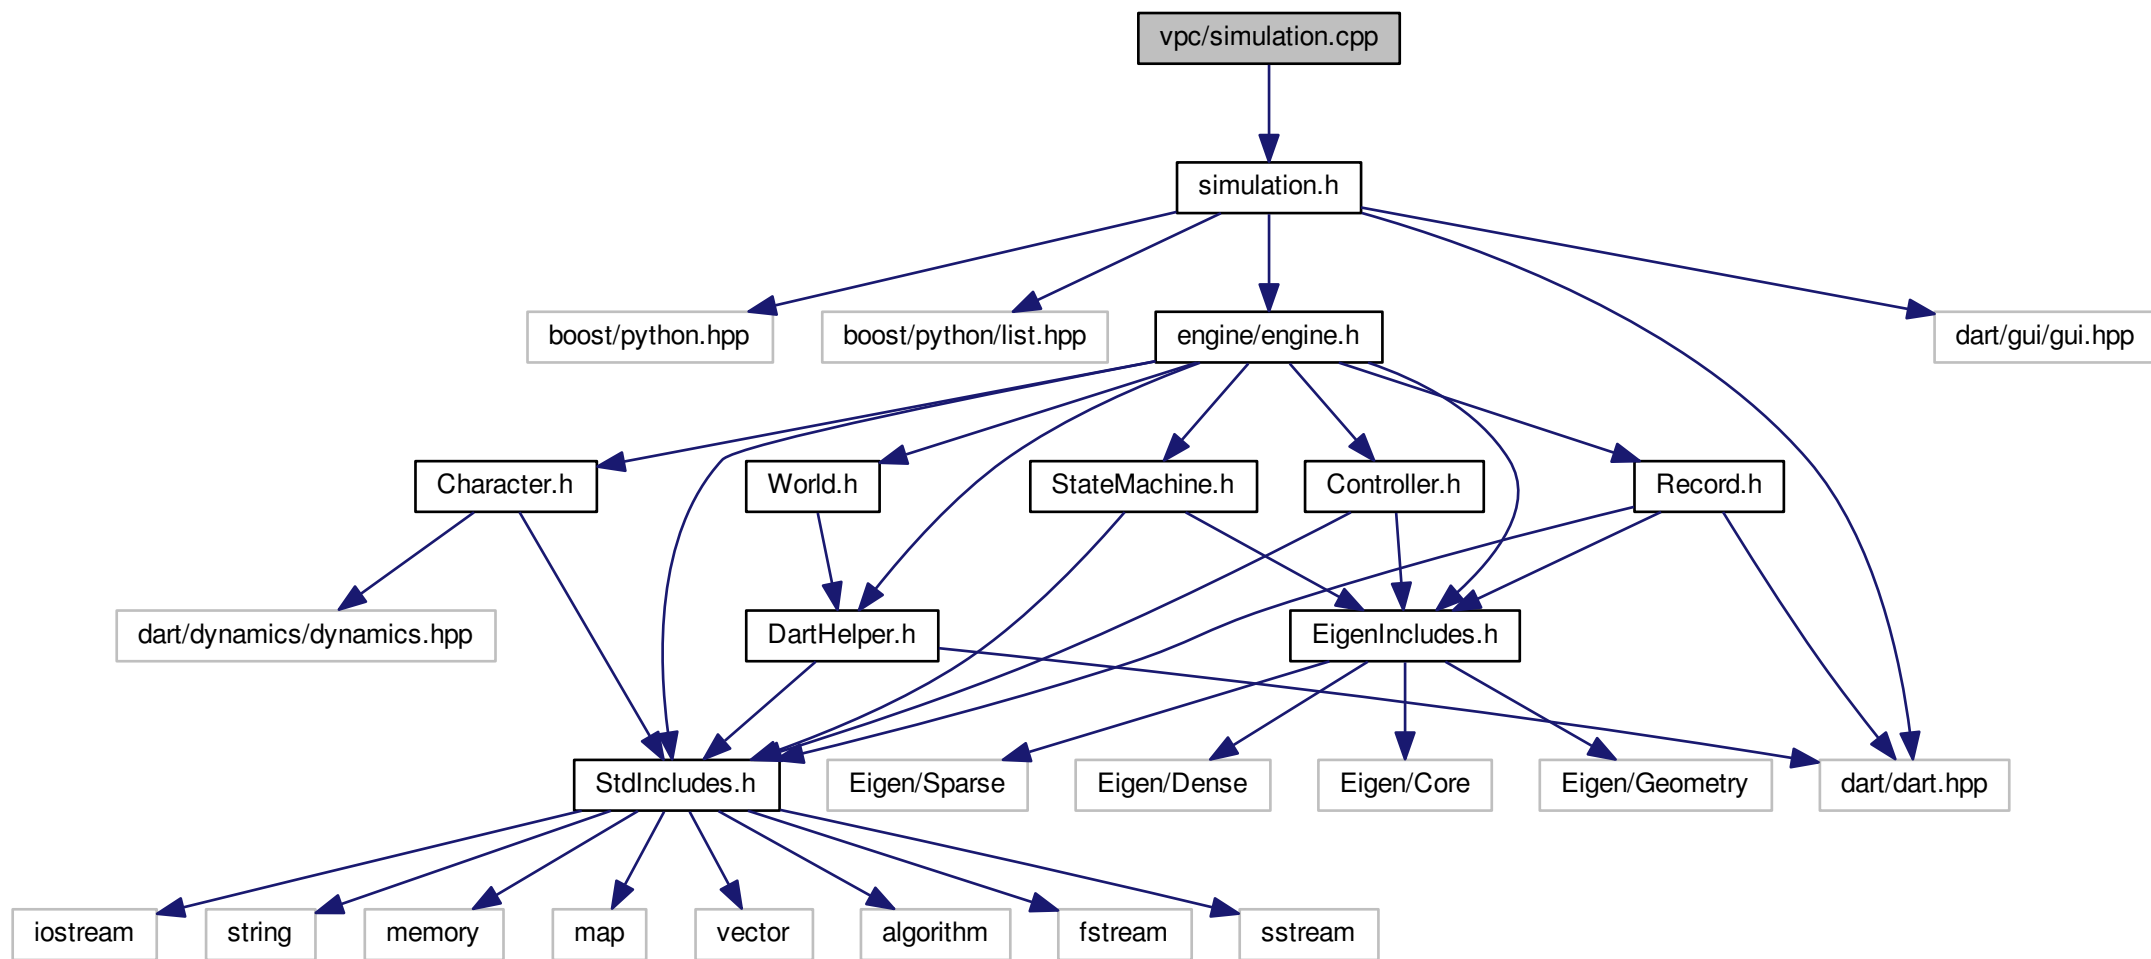 vpc/simulation.cpp
simulation.h
boost/python.hpp
boost/python/list.hpp
engine/engine.h
dart/gui/gui.hpp
Character.h
World.h
StateMachine.h
Controller.h
Record.h
dart/dynamics/dynamics.hpp
DartHelper.h
EigenIncludes.h
StdIncludes.h
Eigen/Sparse
Eigen/Dense
Eigen/Core
Eigen/Geometry
dart/dart.hpp
iostream
string
memory
map
vector
algorithm
fstream
sstream